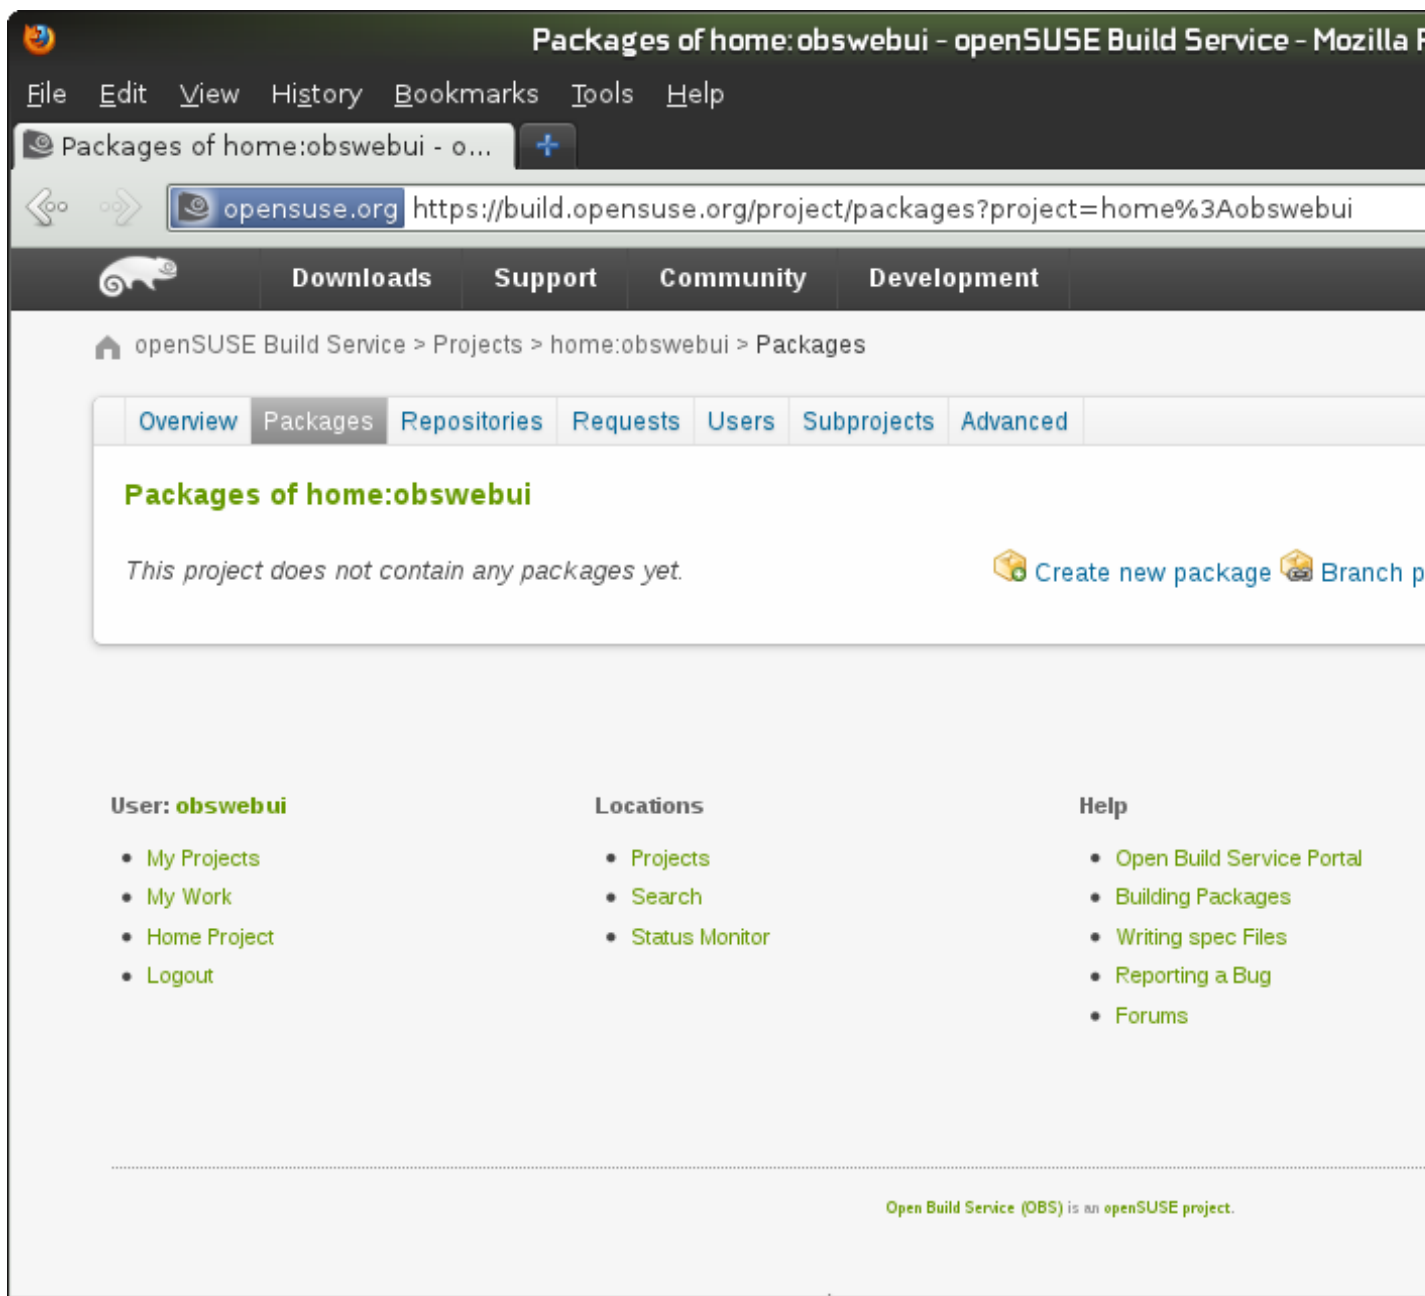 Packages of home:obswebui - openSUSE Build Service - Mozilla
File Edit View History Bookmarks Tools Help
Packages of home:obswebui - o...
opensuse.org https://build.opensuse.org/project/packages?project=home%3Aobswebui
Downloads Support Community Development
openSUSE Build Service > Projects > home:obswebui > Packages
Overview Packages Repositories Requests Users Subprojects Advanced
Packages of home:obswebui
This project does not contain any packages yet. Create new package Branch
User: obswebui
My Projects
My Work
Home Project
Logout
Locations
Projects
Search
Status Monitor
Help
Open Build Service Portal
Building Packages
Writing spec Files
Reporting a Bug
Forums
Open Build Service (OBS) is an openSUSE project.